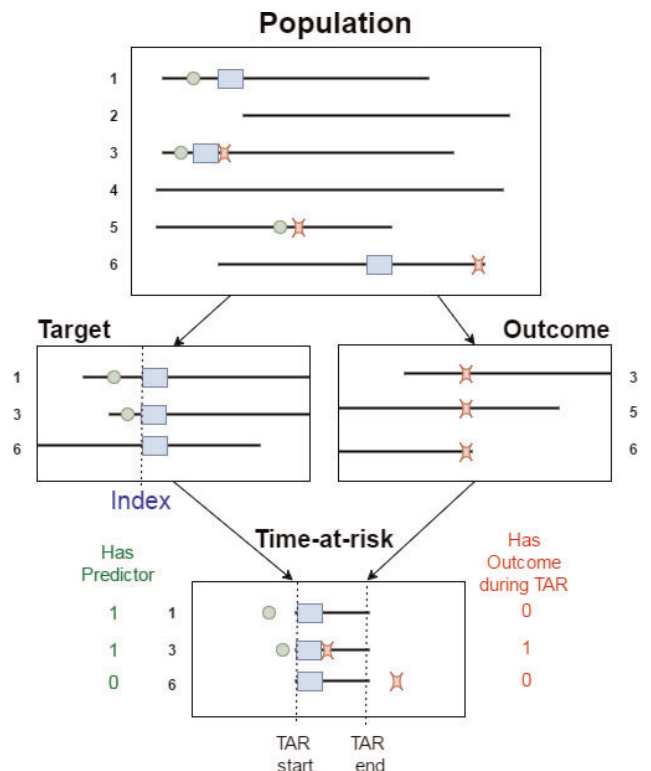 Population
1
2
3
4
5
6
Target
Outcome
1
3
6
3
5
6
Index
Time-at-risk
Has
Predictor
Has
Outcome
during TAR
1
1
0
1
3
6
0
1
0
TAR
start
TAR
end